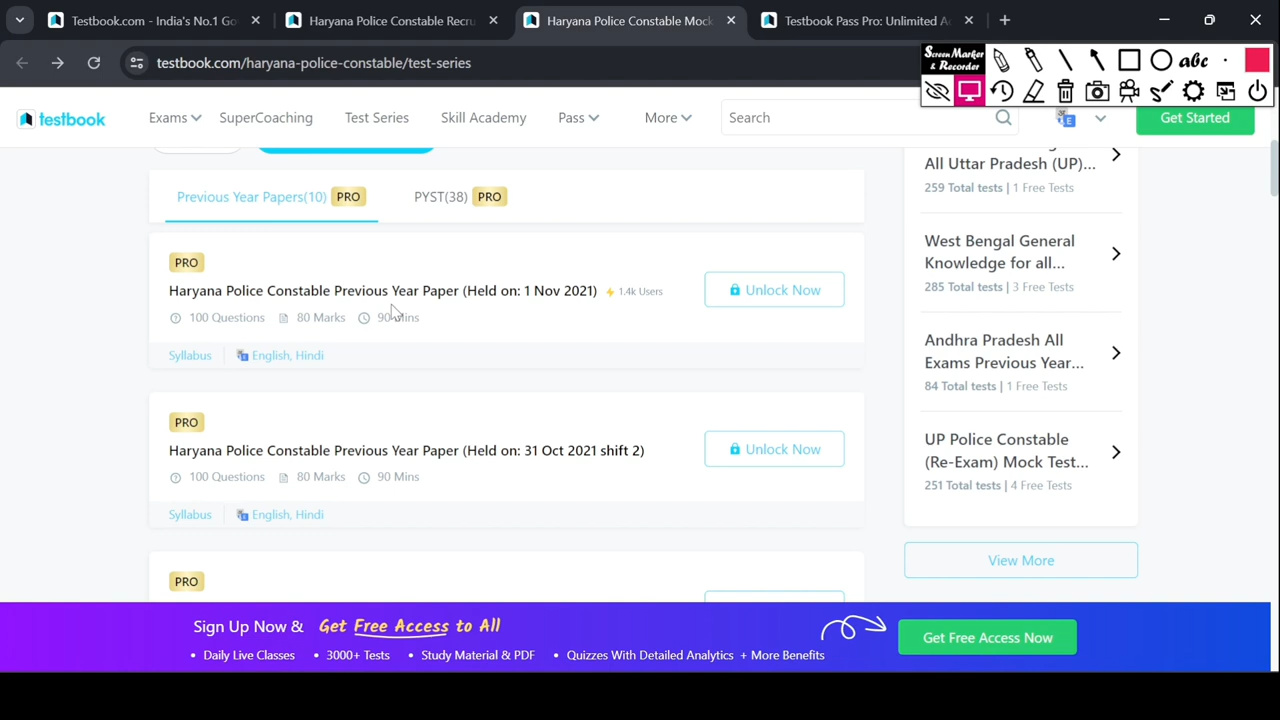 Testbook.com - India's No.1 Go
Haryana Police Constable Recru
Haryana Police Constable Mock
Testbook Pass Pro: Unlimited Ac
testbook.com/haryana-police-constable/test-series
Screen Marker
& Recorder
abc
testbook
Exams
SuperCoaching
Test Series
Skill Academy
Pass
More
Search
Get Started
Previous Year Papers(10) PRO
PYST(38) PRO
PRO
Haryana Police Constable Previous Year Paper (Held on: 1 Nov 2021) 1.4k Users
100 Questions 80 Marks 90 Mins
Unlock Now
Syllabus English, Hindi
PRO
Haryana Police Constable Previous Year Paper (Held on: 31 Oct 2021 shift 2)
100 Questions 80 Marks 90 Mins
Unlock Now
Syllabus English, Hindi
PRO
All Uttar Pradesh (UP)...
259 Total tests | 1 Free Tests
West Bengal General
Knowledge for all...
285 Total tests | 3 Free Tests
Andhra Pradesh All
Exams Previous Year...
84 Total tests | 1 Free Tests
UP Police Constable
(Re-Exam) Mock Test...
251 Total tests | 4 Free Tests
View More
Sign Up Now & Get Free Access to All
• Daily Live Classes • 3000+ Tests • Study Material & PDF • Quizzes With Detailed Analytics + More Benefits
Get Free Access Now